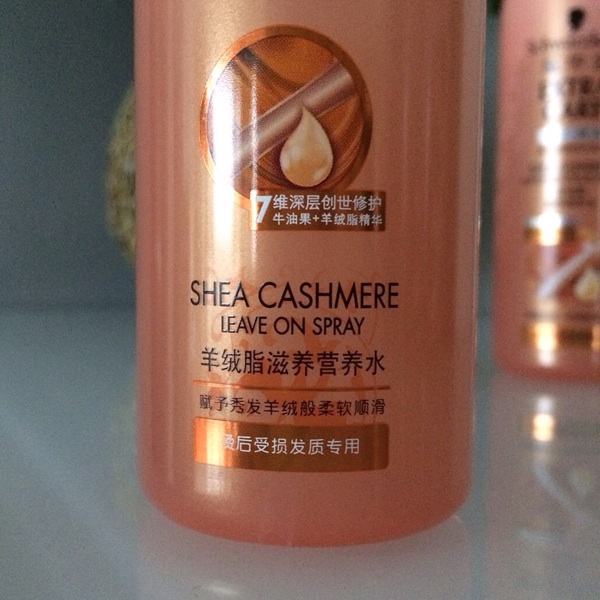 7维深层创世修护
牛油果+羊绒脂精华
SHEA CASHMERE
LEAVE ON SPRAY
羊绒脂滋养营养水
赋予秀发羊绒般柔软顺滑
烫后受损发质专用